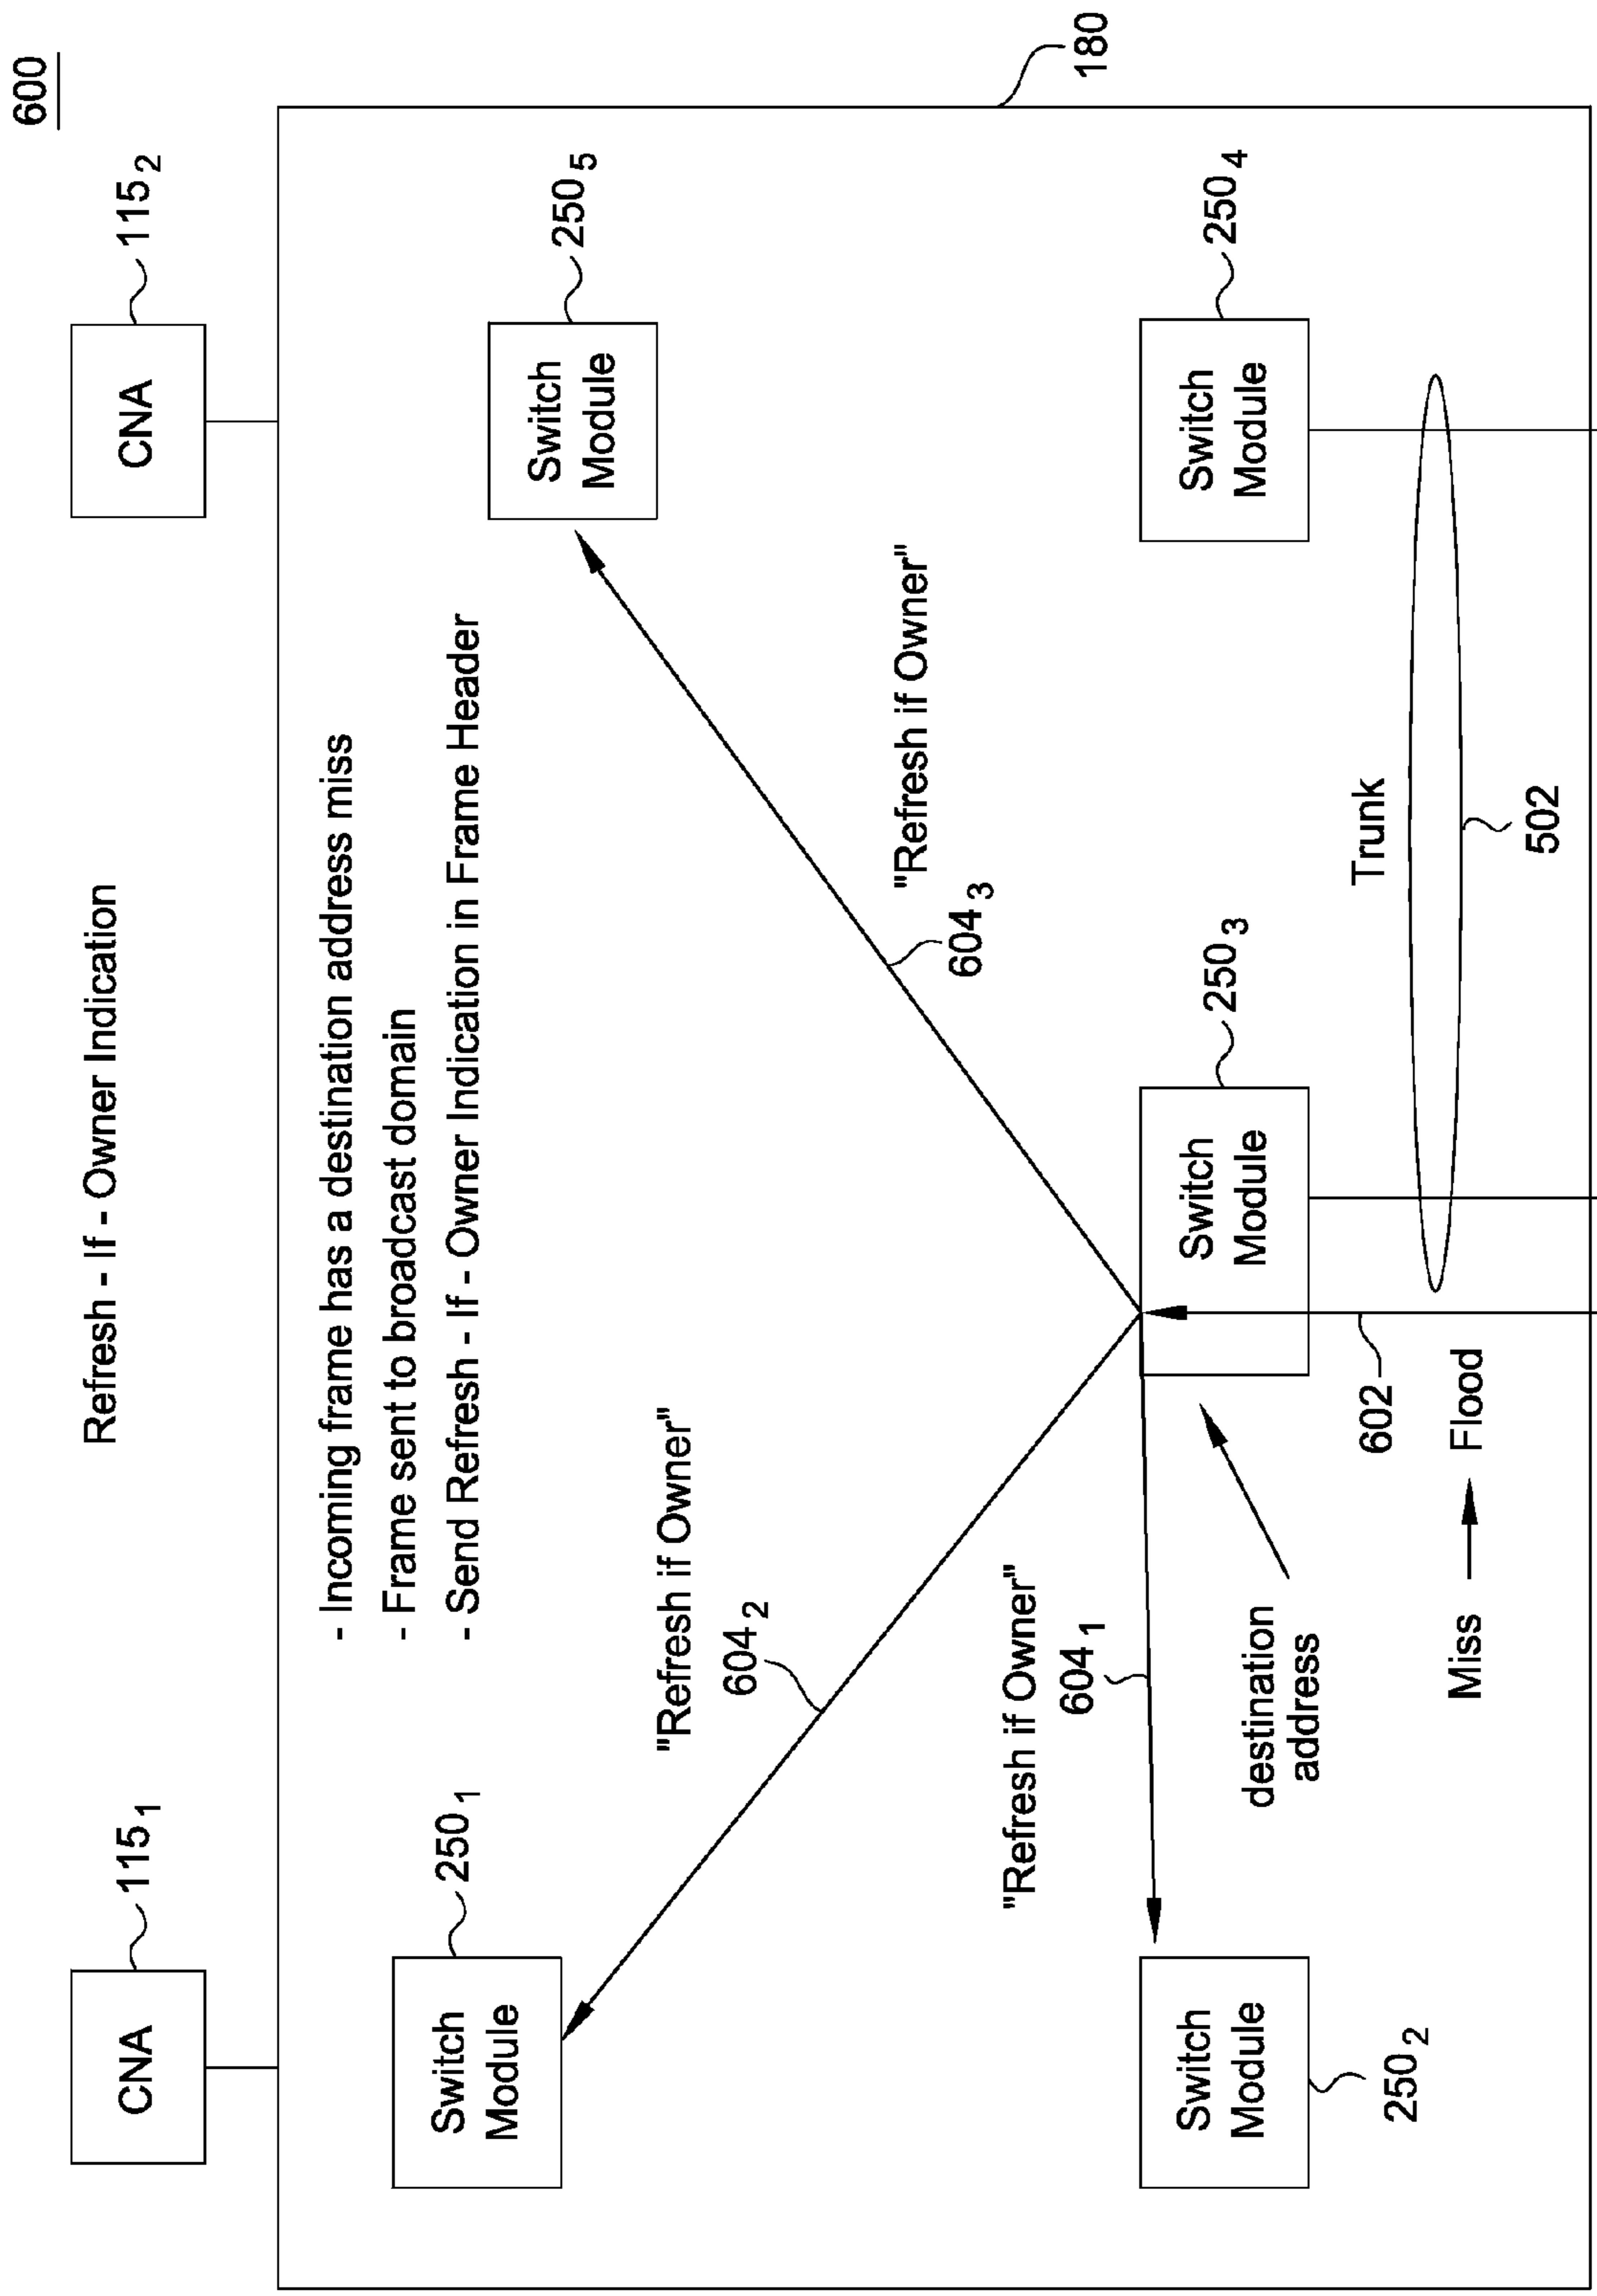 600
Refresh - If - Owner Indication
CNA
115₁
CNA
115₂
180
- Incoming frame has a destination address miss
- Frame sent to broadcast domain
- Send Refresh - If - Owner Indication in Frame Header
Switch
Module
250₁
Switch
Module
250₅
"Refresh if Owner"
604₂
"Refresh if Owner"
604₃
"Refresh if Owner"
604₁
Switch
Module
250₂
destination
address
Switch
Module
250₃
Switch
Module
250₄
602
Miss → Flood
Trunk
502